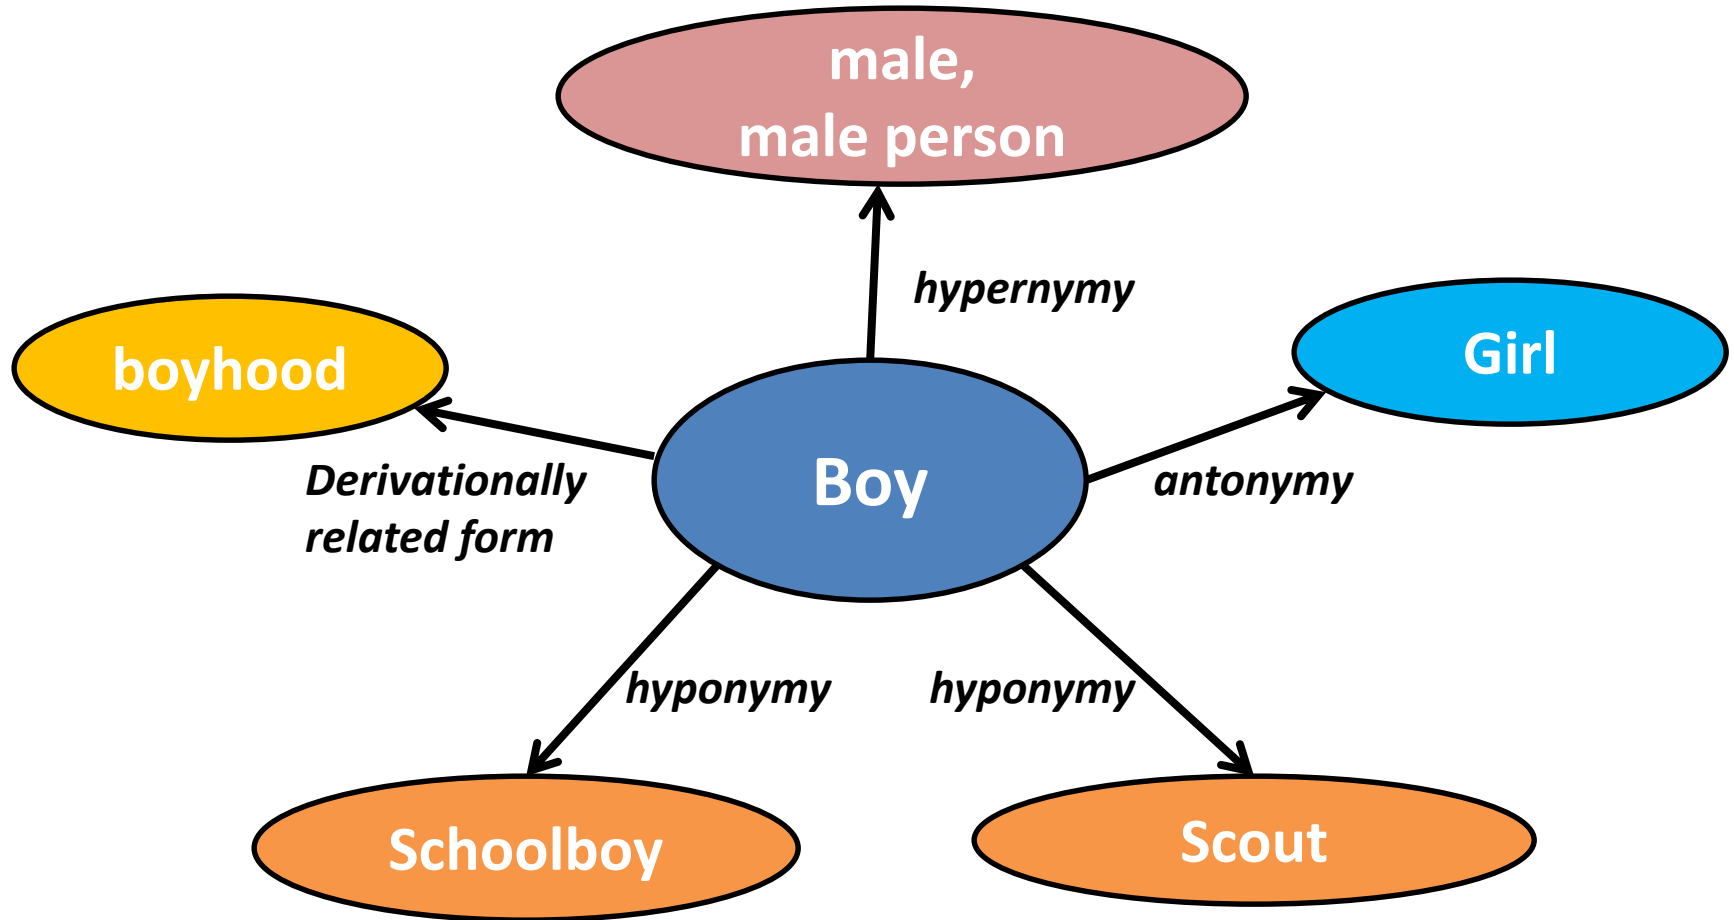 male,
male person
hypernymy
boyhood
Girl
Derivationally
related form
Boy
antonymy
hyponymy
hyponymy
Schoolboy
Scout